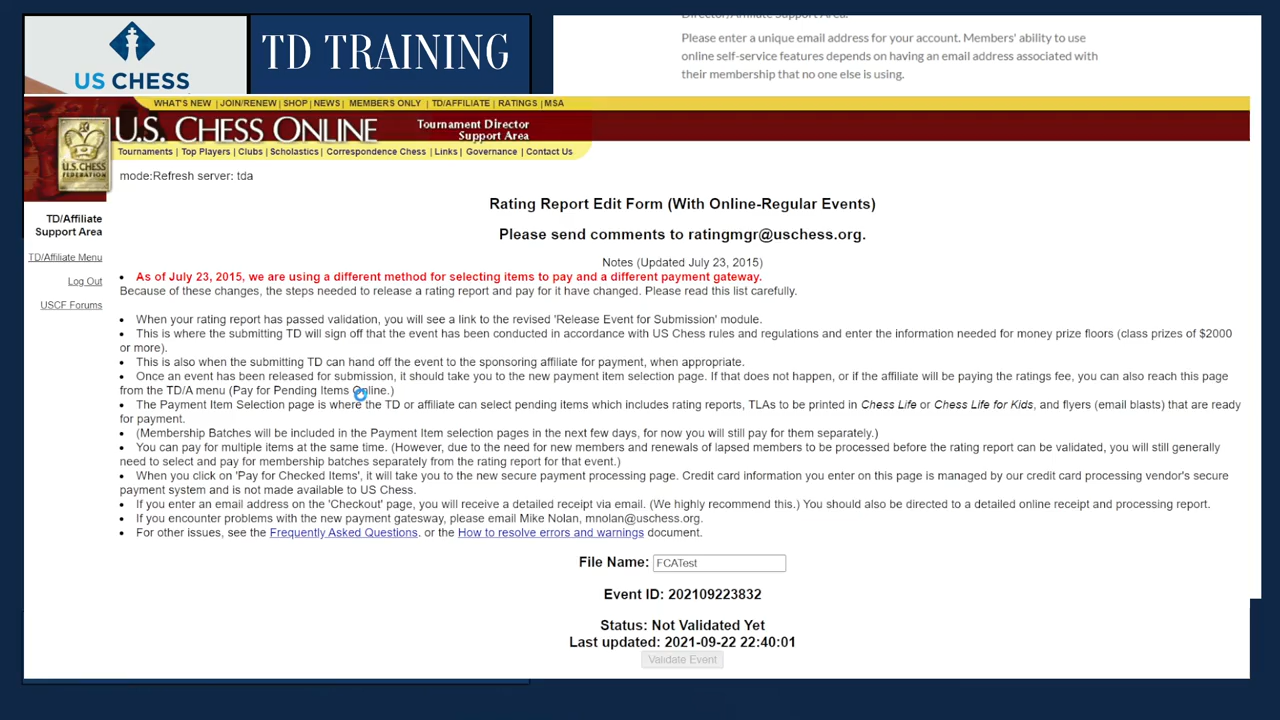 US CHESS
TD TRAINING
Director/Affiliate Support Area.
Please enter a unique email address for your account. Members' ability to use
online self-service features depends on having an email address associated with
their membership that no one else is using.
WHAT'S NEW | JOIN/RENEW | SHOP | NEWS | MEMBERS ONLY | TD/AFFILIATE | RATINGS | MSA
U.S. CHESS ONLINE
Tournament Director
Support Area
U.S. CHESS
FEDERATION
Tournaments | Top Players | Clubs | Scholastics | Correspondence Chess | Links | Governance | Contact Us
mode:Refresh server: tda
TD/Affiliate
Support Area
TD/Affiliate Menu
Log Out
USCF Forums
Rating Report Edit Form (With Online-Regular Events)
Please send comments to ratingmgr@uschess.org.
Notes (Updated July 23, 2015)
• As of July 23, 2015, we are using a different method for selecting items to pay and a different payment gateway.
Because of these changes, the steps needed to release a rating report and pay for it have changed. Please read this list carefully.
• When your rating report has passed validation, you will see a link to the revised 'Release Event for Submission' module.
• This is where the submitting TD will sign off that the event has been conducted in accordance with US Chess rules and regulations and enter the information needed for money prize floors (class prizes of $2000
or more).
• This is also when the submitting TD can hand off the event to the sponsoring affiliate for payment, when appropriate.
• Once an event has been released for submission, it should take you to the new payment item selection page. If that does not happen, or if the affiliate will be paying the ratings fee, you can also reach this page
from the TD/A menu (Pay for Pending Items Online.)
• The Payment Item Selection page is where the TD or affiliate can select pending items which includes rating reports, TLAs to be printed in Chess Life or Chess Life for Kids, and flyers (email blasts) that are ready
for payment.
• (Membership Batches will be included in the Payment Item selection pages in the next few days, for now you will still pay for them separately.)
• You can pay for multiple items at the same time. (However, due to the need for new members and renewals of lapsed members to be processed before the rating report can be validated, you will still generally
need to select and pay for membership batches separately from the rating report for that event.)
• When you click on 'Pay for Checked Items', it will take you to the new secure payment processing page. Credit card information you enter on this page is managed by our credit card processing vendor's secure
payment system and is not made available to US Chess.
• If you enter an email address on the 'Checkout' page, you will receive a detailed receipt via email. (We highly recommend this.) You should also be directed to a detailed online receipt and processing report.
• If you encounter problems with the new payment gatesway, please email Mike Nolan, mnolan@uschess.org.
• For other issues, see the Frequently Asked Questions. or the How to resolve errors and warnings document.
File Name: FCATest
Event ID: 202109223832
Status: Not Validated Yet
Last updated: 2021-09-22 22:40:01
Validate Event